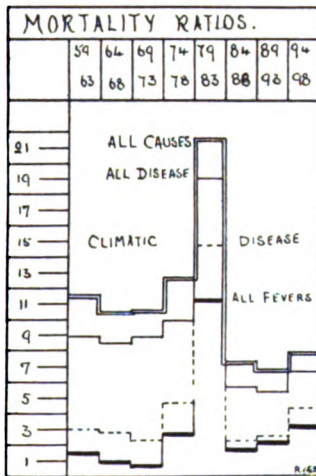 MORTALITY RATIOS.
59 64 69 74 79 84 89 94
63 68 73 78 83 88 93 98
21 ALL CAUSES
19 ALL DISEASE
17
15 CLIMATIC DISEASE
13
11 ALL FEVERS
9
7
5
3
1